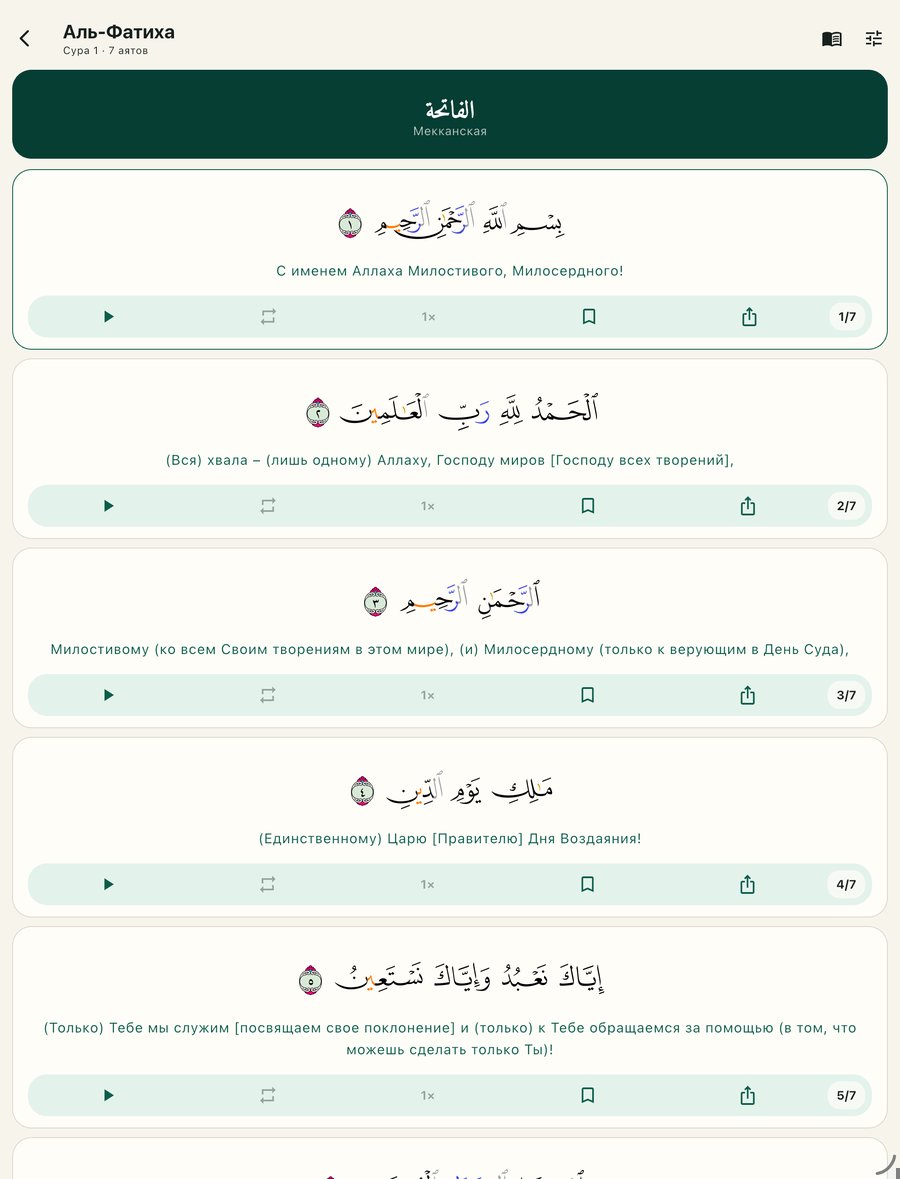 Аль-Фатиха
Сура 1 · 7 аятов
الفاتحة
Мекканская
بِسْمِ ٱللَّهِ ٱلرَّحْمَٰنِ ٱلرَّحِيمِ ١
С именем Аллаха Милостивого, Милосердного!
1× 1/7
ٱلْحَمْدُ لِلَّهِ رَبِّ ٱلْعَٰلَمِينَ ٢
(Вся) хвала – (лишь одному) Аллаху, Господу миров [Господу всех творений],
1× 2/7
ٱلرَّحْمَٰنِ ٱلرَّحِيمِ ٣
Милостивому (ко всем Своим творениям в этом мире), (и) Милосердному (только к верующим в День Суда),
1× 3/7
مَٰلِكِ يَوْمِ ٱلدِّينِ ٤
(Единственному) Царю [Правителю] Дня Воздаяния!
1× 4/7
إِيَّاكَ نَعْبُدُ وَإِيَّاكَ نَسْتَعِينُ ٥
(Только) Тебе мы служим [посвящаем свое поклонение] и (только) к Тебе обращаемся за помощью (в том, что
можешь сделать только Ты)!
1× 5/7